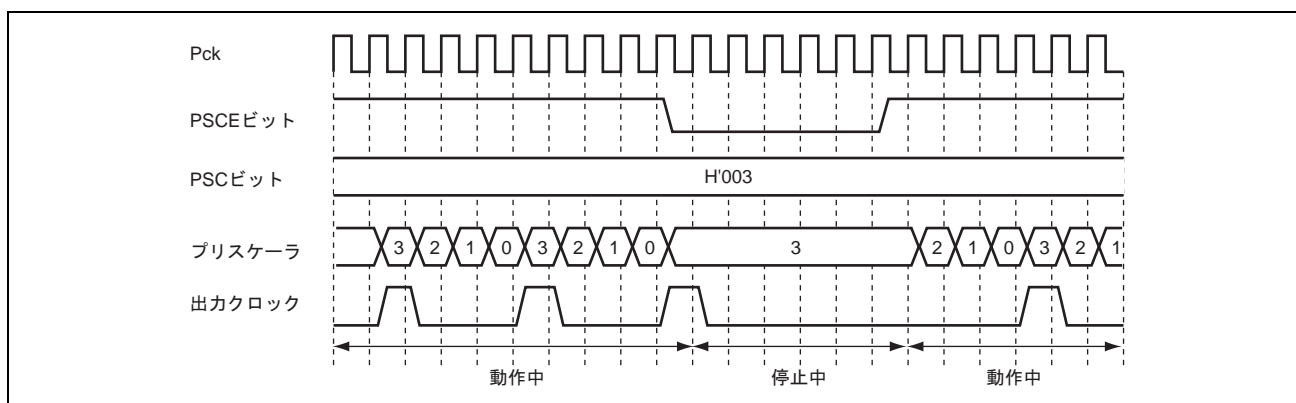 Pck
PSCEビット
PSCビット
H'003
プリスケーラ
3 2 1 0 3 2 1 0 3 2 1 0 3 2 1
出力クロック
動作中 停止中 動作中